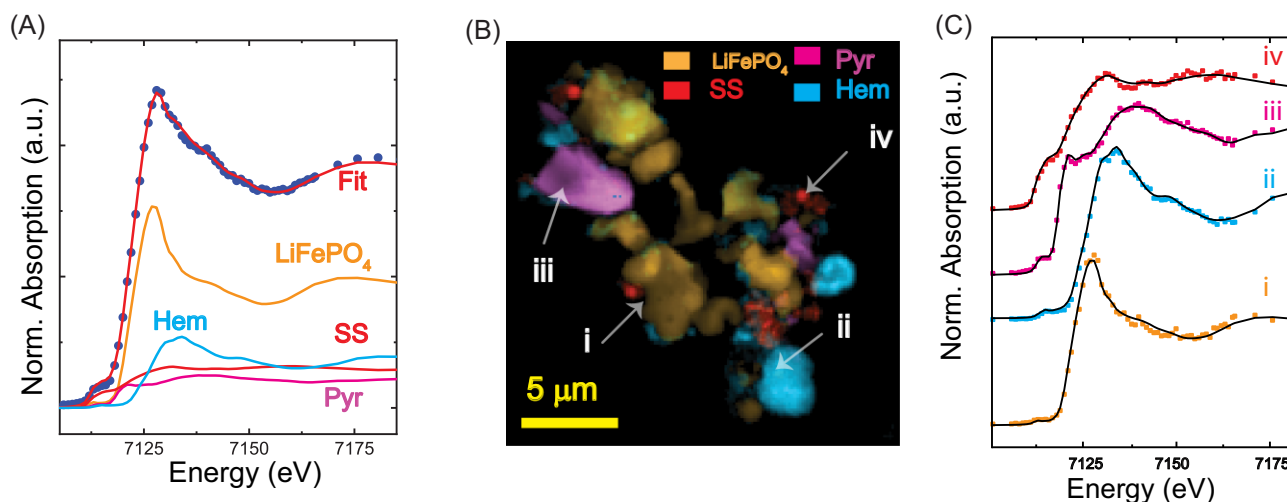 (A)
Norm. Absorption (a.u.)
Fit
LiFePO4
Hem
SS
Pyr
7125 7150 7175
Energy (eV)
(B)
LiFePO4 Pyr
SS Hem
iv
iii
i
ii
5 μm
(C)
Norm. Absorption (a.u.)
iv
iii
ii
i
7125 7150 7175
Energy (eV)